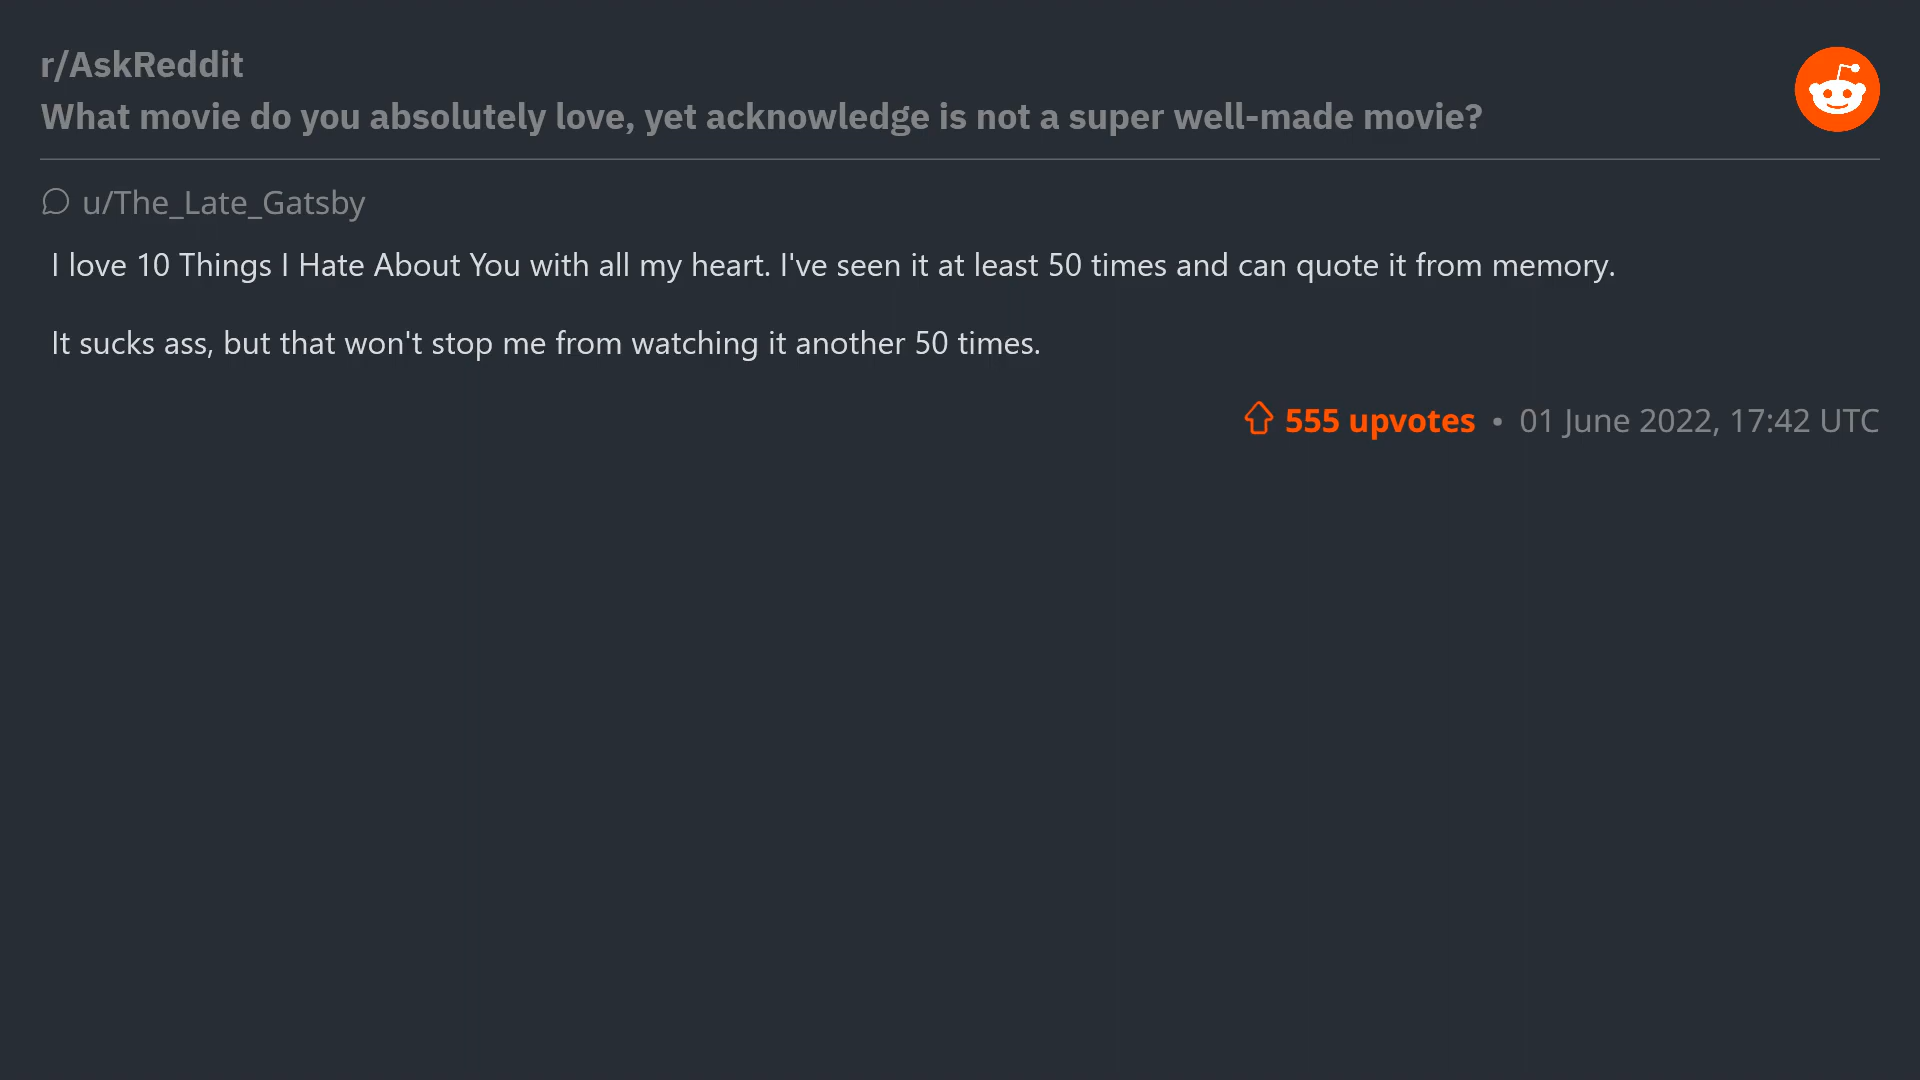 r/AskReddit
What movie do you absolutely love, yet acknowledge is not a super well-made movie?
u/The_Late_Gatsby
I love 10 Things I Hate About You with all my heart. I've seen it at least 50 times and can quote it from memory.
It sucks ass, but that won't stop me from watching it another 50 times.
555 upvotes • 01 June 2022, 17:42 UTC